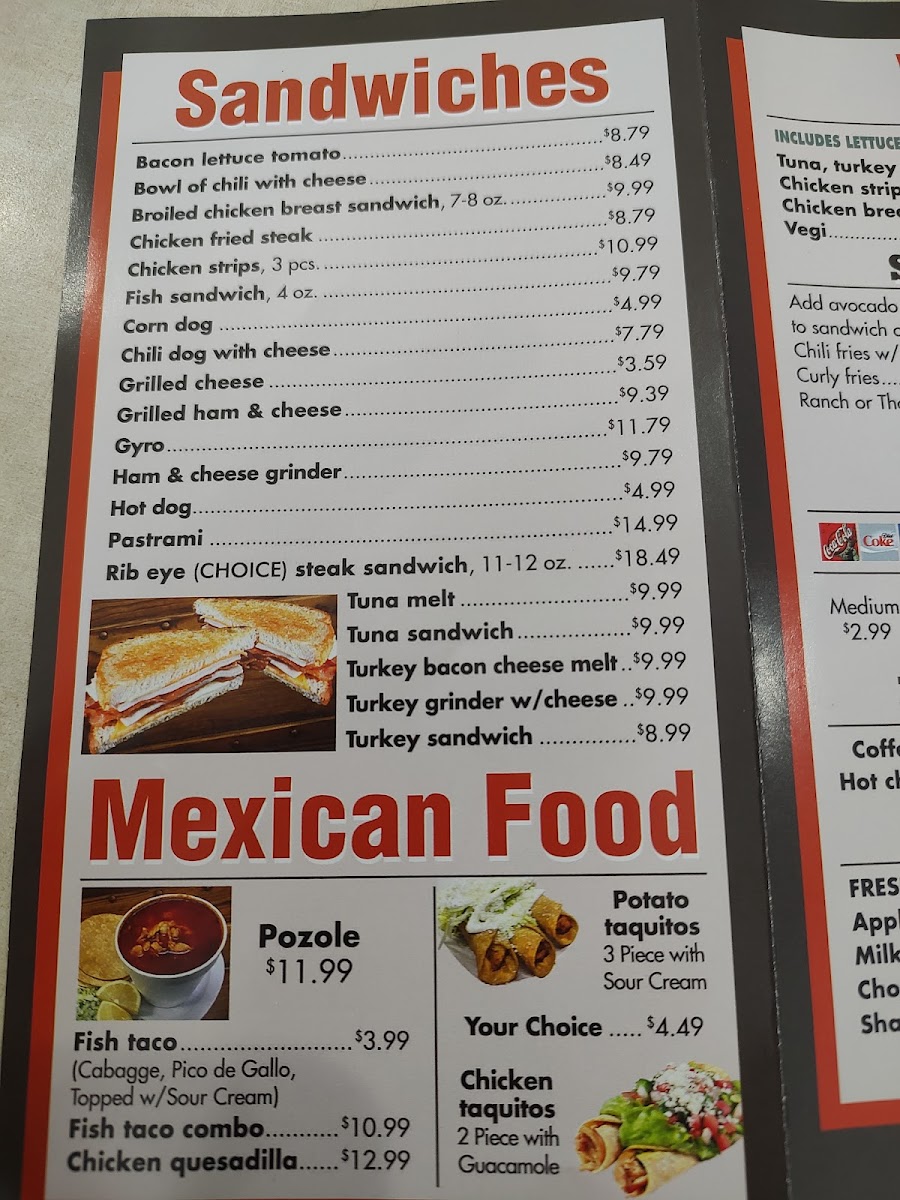 Sandwiches
Bacon lettuce tomato..........$8.79
Bowl of chili with cheese..........$8.49
Broiled chicken breast sandwich, 7-8 oz...........$9.99
Chicken fried steak ..........$8.79
Chicken strips, 3 pcs...........$10.99
Fish sandwich, 4 oz. ..........$9.79
Corn dog ..........$4.99
Chili dog with cheese..........$7.79
Grilled cheese ..........$3.59
Grilled ham & cheese..........$9.39
Gyro..........$11.79
Ham & cheese grinder..........$9.79
Hot dog..........$4.99
Pastrami ..........$14.99
Rib eye (CHOICE) steak sandwich, 11-12 oz. ......$18.49
Tuna melt ..........$9.99
Tuna sandwich..........$9.99
Turkey bacon cheese melt..$9.99
Turkey grinder w/cheese ..$9.99
Turkey sandwich ..........$8.99
Mexican Food
Pozole
$11.99
Fish taco..........$3.99
(Cabagge, Pico de Gallo,
Topped w/Sour Cream)
Fish taco combo..........$10.99
Chicken quesadilla......$12.99
Potato
taquitos
3 Piece with
Sour Cream
Your Choice ..... $4.49
Chicken
taquitos
2 Piece with
Guacamole
INCLUDES LETTUCE
Tuna, turkey
Chicken strip
Chicken
Vegi..........
Add avocado
to sandwich
Chili fries w/
Curly fries....
Ranch or
Coca-Cola
Diet Coke
Medium
$2.99
Coff
Hot
FRES
Appl
Milk
Cho
Sha